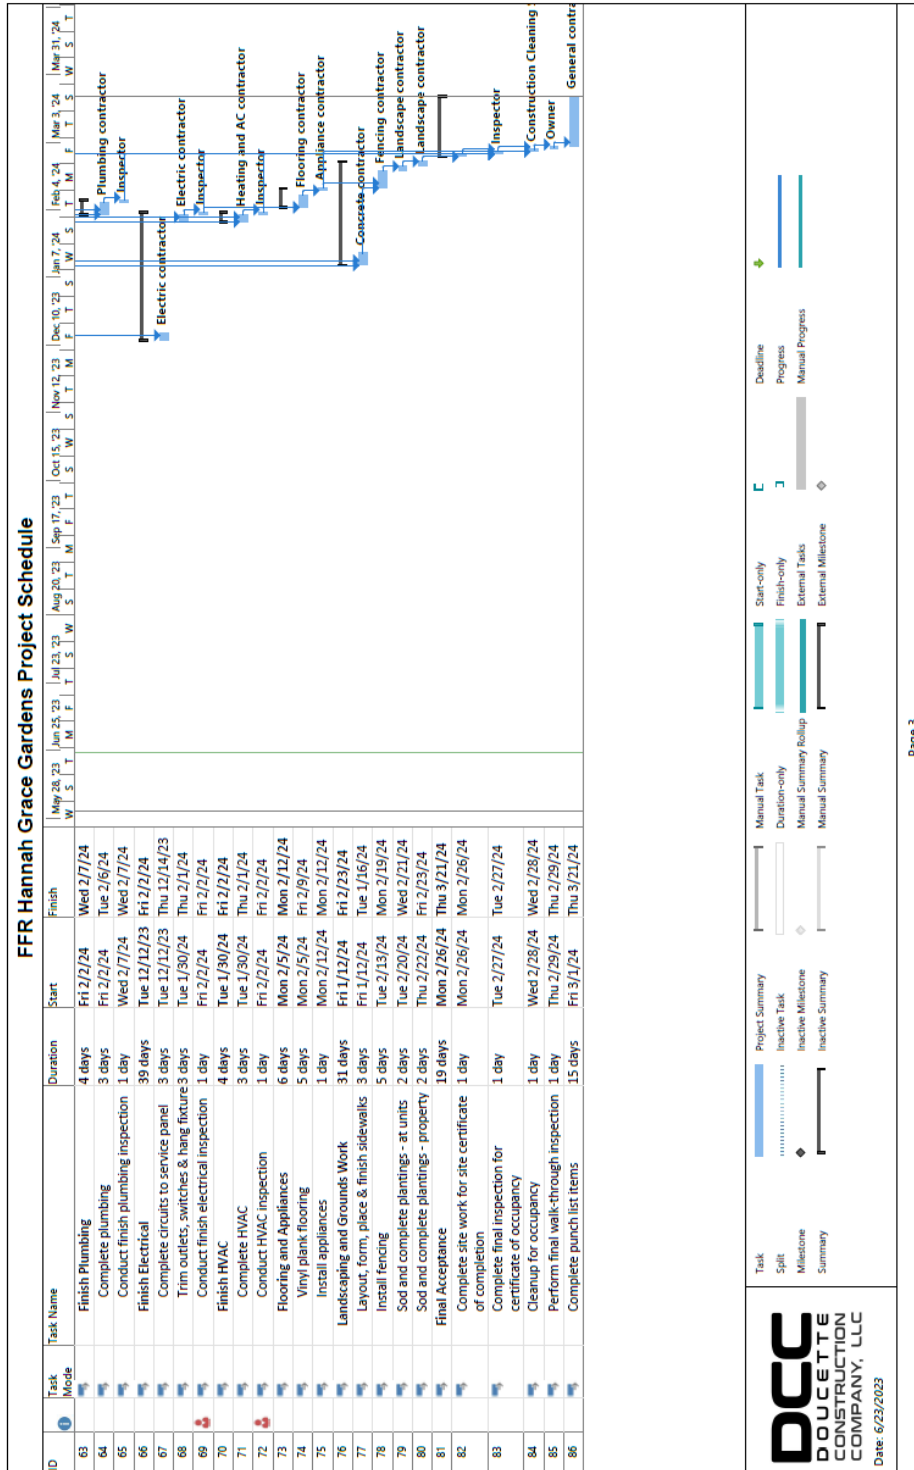 FFR Hannah Grace Gardens Project Schedule
ID Task Mode Task Name Duration Start Finish
May 28, '23 Jun 25, '23 Jul 23, '23 Aug 20, '23 Sep 17, '23 Oct 15, '23 Nov 12, '23 Dec 10, '23 Jan 7, '24 Feb 4, '24 Mar 3, '24 Mar 31, '24
W S T M F T S W S T M F T S W S T M F T S W S T M F T S W S T
63 Finish Plumbing 4 days Fri 2/2/24 Wed 2/7/24
64 Complete plumbing 3 days Fri 2/2/24 Tue 2/6/24 Plumbing contractor
65 Conduct finish plumbing inspection 1 day Wed 2/7/24 Wed 2/7/24 Inspector
66 Finish Electrical 39 days Tue 12/12/23 Fri 2/2/24
67 Complete circuits to service panel 3 days Tue 12/12/23 Thu 12/14/23 Electric contractor
68 Trim outlets, switches & hang fixture 3 days Tue 1/30/24 Thu 2/1/24 Electric contractor
69 Conduct finish electrical inspection 1 day Fri 2/2/24 Fri 2/2/24 Inspector
70 Finish HVAC 4 days Tue 1/30/24 Fri 2/2/24
71 Complete HVAC 3 days Tue 1/30/24 Thu 2/1/24 Heating and AC contractor
72 Conduct HVAC inspection 1 day Fri 2/2/24 Fri 2/2/24 Inspector
73 Flooring and Appliances 6 days Mon 2/5/24 Mon 2/12/24
74 Vinyl plank flooring 5 days Mon 2/5/24 Fri 2/9/24 Flooring contractor
75 Install appliances 1 day Mon 2/12/24 Mon 2/12/24 Appliance contractor
76 Landscaping and Grounds Work 31 days Fri 1/12/24 Fri 2/23/24
77 Layout, form, place & finish sidewalks 3 days Fri 1/12/24 Tue 1/16/24 Concrete contractor
78 Install fencing 5 days Tue 2/13/24 Mon 2/19/24 Fencing contractor
79 Sod and complete plantings - at units 2 days Tue 2/20/24 Wed 2/21/24 Landscape contractor
80 Sod and complete plantings - property 2 days Thu 2/22/24 Fri 2/23/24 Landscape contractor
81 Final Acceptance 19 days Mon 2/26/24 Thu 3/21/24
82 Complete site work for site certificate 1 day Mon 2/26/24 Mon 2/26/24
of completion
83 Complete final inspection for 1 day Tue 2/27/24 Tue 2/27/24 Inspector
certificate of occupancy
84 Cleanup for occupancy 1 day Wed 2/28/24 Wed 2/28/24 Construction Cleaning
85 Perform final walk-through inspection 1 day Thu 2/29/24 Thu 2/29/24 Owner
86 Complete punch list items 15 days Fri 3/1/24 Thu 3/21/24 General contra
DCC
DUCETTE
CONSTRUCTION
COMPANY, LLC
Date: 6/23/2023
Task Project Summary Manual Task Start-only Deadline
Split Inactive Task Duration-only Finish-only Progress
Milestone Inactive Milestone Manual Summary Rollup External Tasks Manual Progress
Summary Inactive Summary Manual Summary External Milestone
Page 3